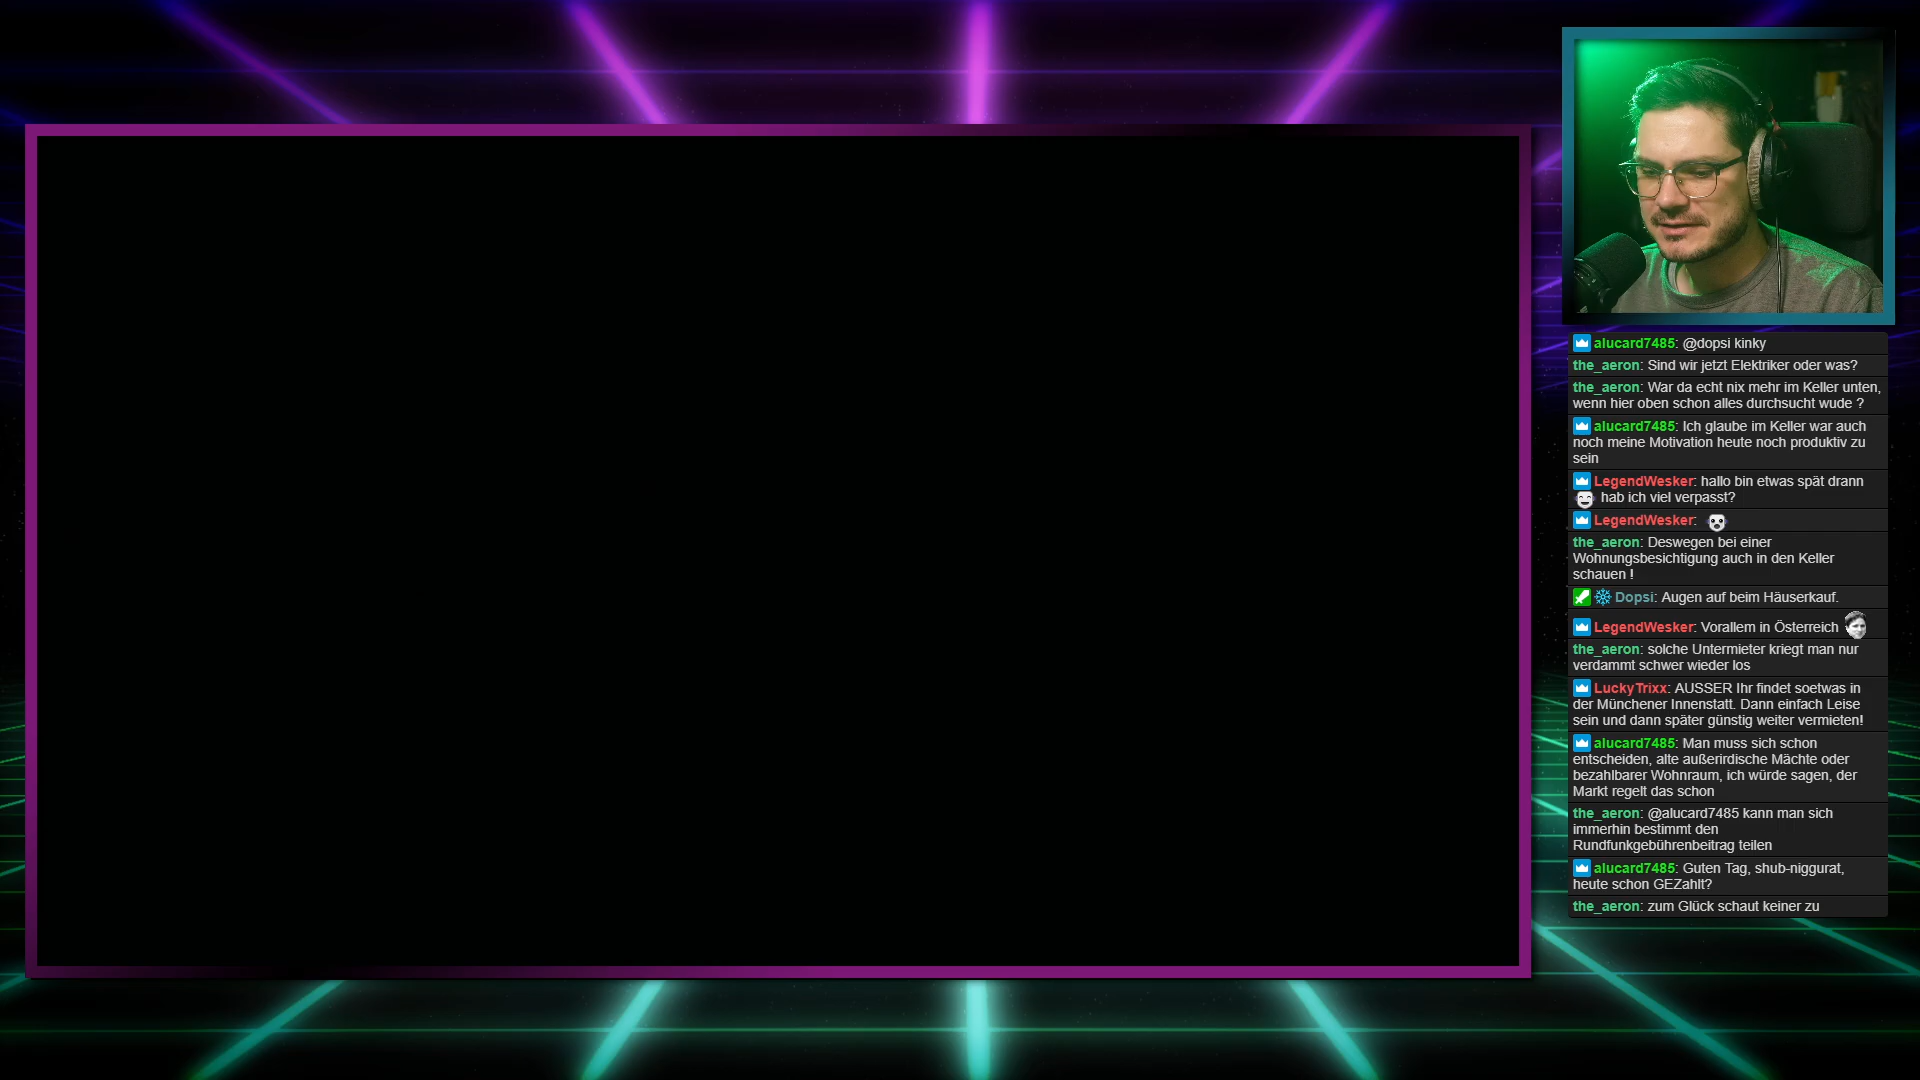 alucard7485: @dopsi kinky
the_aeron: Sind wir jetzt Elektriker oder was?
the_aeron: War da echt nix mehr im Keller unten,
wenn hier oben schon alles durchsucht wude ?
alucard7485: Ich glaube im Keller war auch
noch meine Motivation heute noch produktiv zu
sein
LegendWesker: hallo bin etwas spät drann
hab ich viel verpasst?
LegendWesker:
the_aeron: Deswegen bei einer
Wohnungsbesichtigung auch in den Keller
schauen !
Dopsi: Augen auf beim Häuserkauf.
LegendWesker: Vorallem in Österreich
the_aeron: solche Untermieter kriegt man nur
verdammt schwer wieder los
LuckyTrixx: AUSSER Ihr findet soetwas in
der Münchener Innenstatt. Dann einfach Leise
sein und dann später günstig weiter vermieten!
alucard7485: Man muss sich schon
entscheiden, alte außerirdische Mächte oder
bezahlbarer Wohnraum, ich würde sagen, der
Markt regelt das schon
the_aeron: @alucard7485 kann man sich
immerhin bestimmt den
Rundfunkgebührenbeitrag teilen
alucard7485: Guten Tag, shub-niggurat,
heute schon GEZahlt?
the_aeron: zum Glück schaut keiner zu